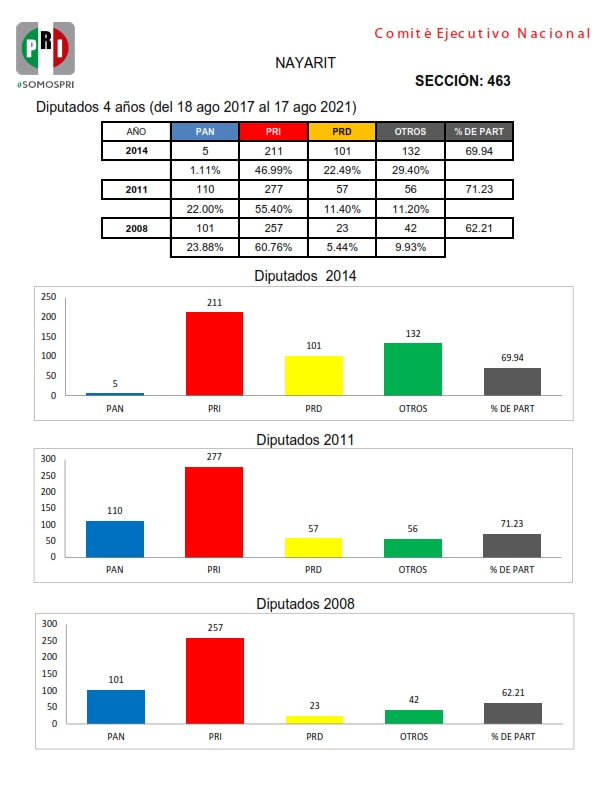 Comité Ejecutivo Nacional
PRI
#SOMOSPRI
NAYARIT
SECCIÓN: 463
Diputados 4 años (del 18 ago 2017 al 17 ago 2021)
AÑO PAN PRI PRD OTROS % DE PART
2014 5 211 101 132 69.94
1.11% 46.99% 22.49% 29.40%
2011 110 277 57 56 71.23
22.00% 55.40% 11.40% 11.20%
2008 101 257 23 42 62.21
23.88% 60.76% 5.44% 9.93%
Diputados 2014
250
200
150
100
50
0
5 211 101 132 69.94
PAN PRI PRD OTROS % DE PART
Diputados 2011
300
250
200
150
100
50
0
110 277 57 56 71.23
PAN PRI PRD OTROS % DE PART
Diputados 2008
300
250
200
150
100
50
0
101 257 23 42 62.21
PAN PRI PRD OTROS % DE PART